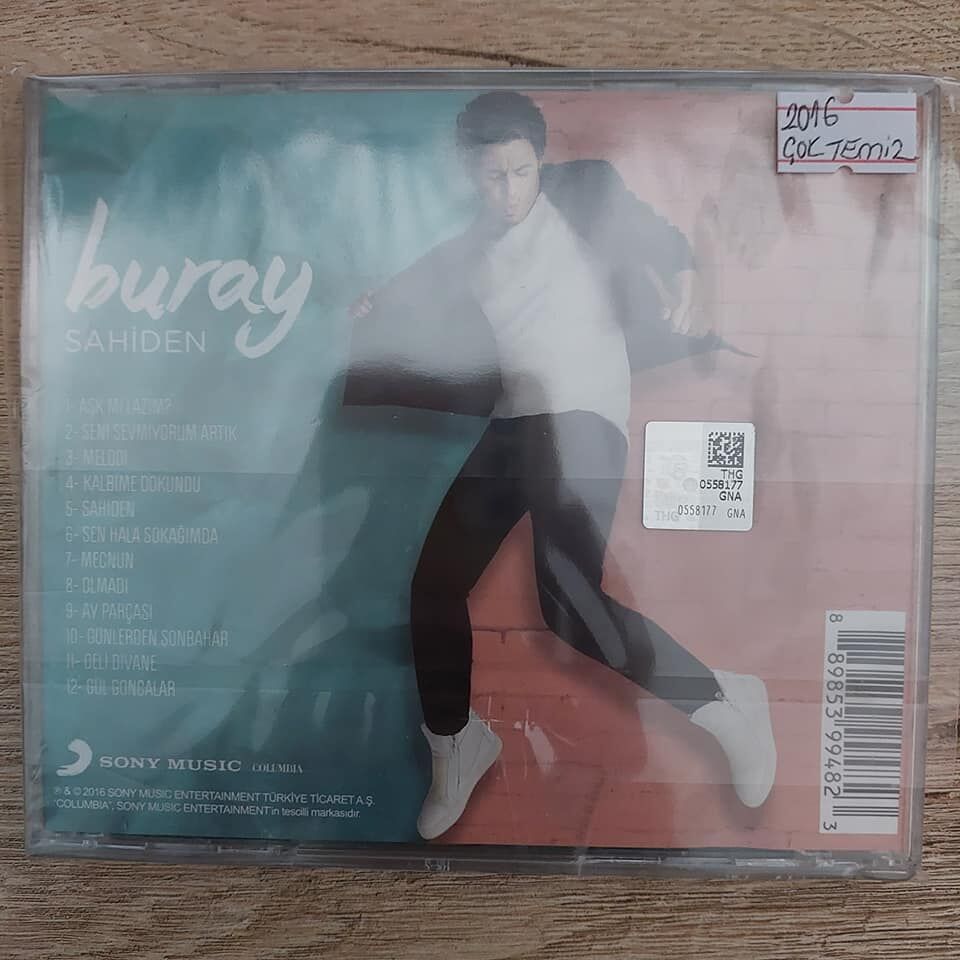 2016
ÇOK TEMİZ
buray
SAHİDEN
1- AŞK MI LAZIM?
2- SENİ SEVMİYORUM ARTIK
3- MELODİ
4- KALBİME DOKUNDU
5- SAHİDEN
6- SEN HALA SOKAĞIMDA
7- MECNUN
8- OLMADI
9- AY PARÇASI
10- GÜNLERDEN SONBAHAR
11- DELİ DİVANE
12- GÜL GONCALAR
THG
0558177
GNA
THG 0558177 GNA
SONY MUSIC COLUMBIA
℗ & © 2016 SONY MUSIC ENTERTAINMENT TÜRKİYE TİCARET A.Ş.
'COLUMBIA', SONY MUSIC ENTERTAINMENT'in tescilli markasıdır.
8 89853 99482 3